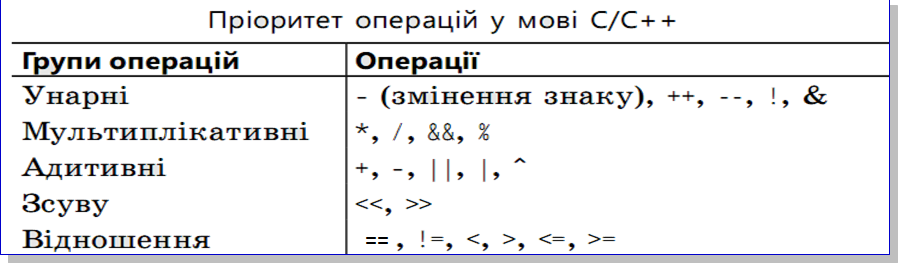 Пріоритет операцій у мові C/C++
Групи операцій Операції
Унарні - (змінення знаку), ++, --, !, &
Мультиплікативні *, /, &&, %
Адитивні +, -, ||, |, ^
Зсуву <<, >>
Відношення ==, !=, <, >, <=, >=